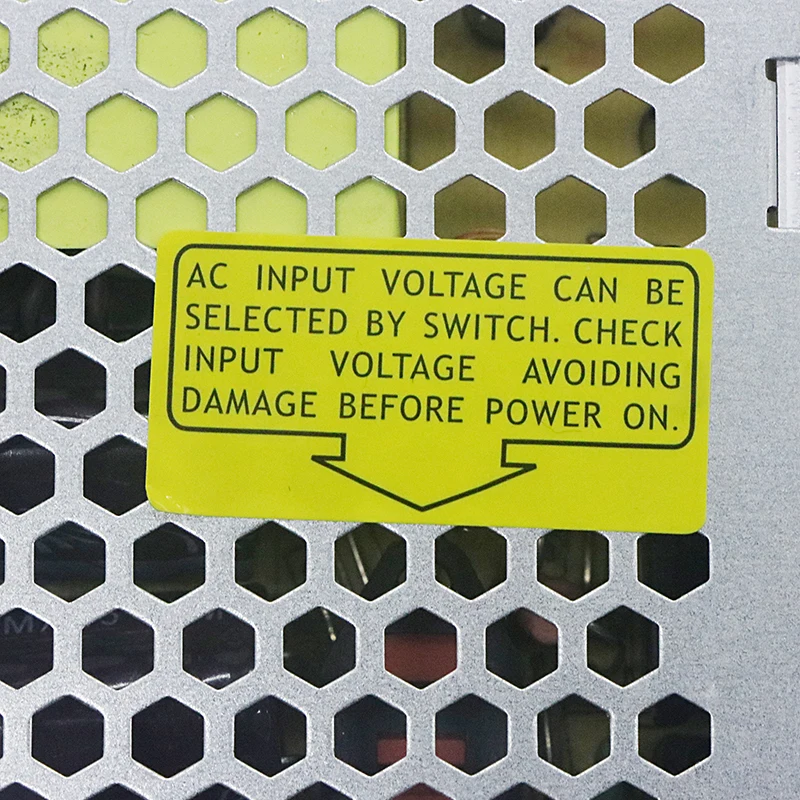 AC INPUT VOLTAGE CAN BE
SELECTED BY SWITCH. CHECK
INPUT VOLTAGE AVOIDING
DAMAGE BEFORE POWER ON.